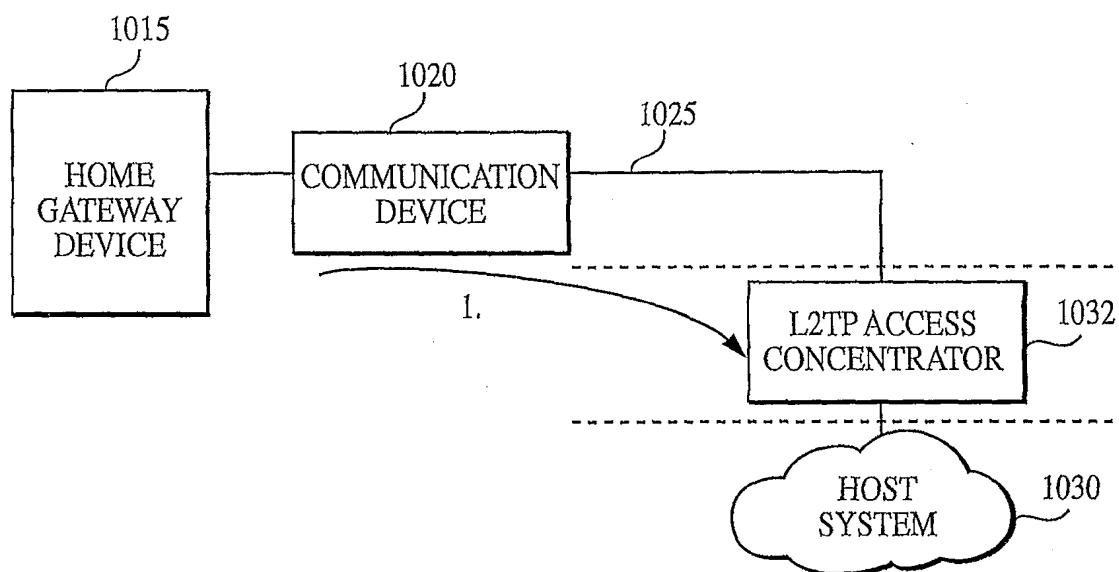 1015
1020
1025
HOME
GATEWAY
DEVICE
COMMUNICATION
DEVICE
1.
L2TP ACCESS
CONCENTRATOR
1032
HOST
SYSTEM
1030